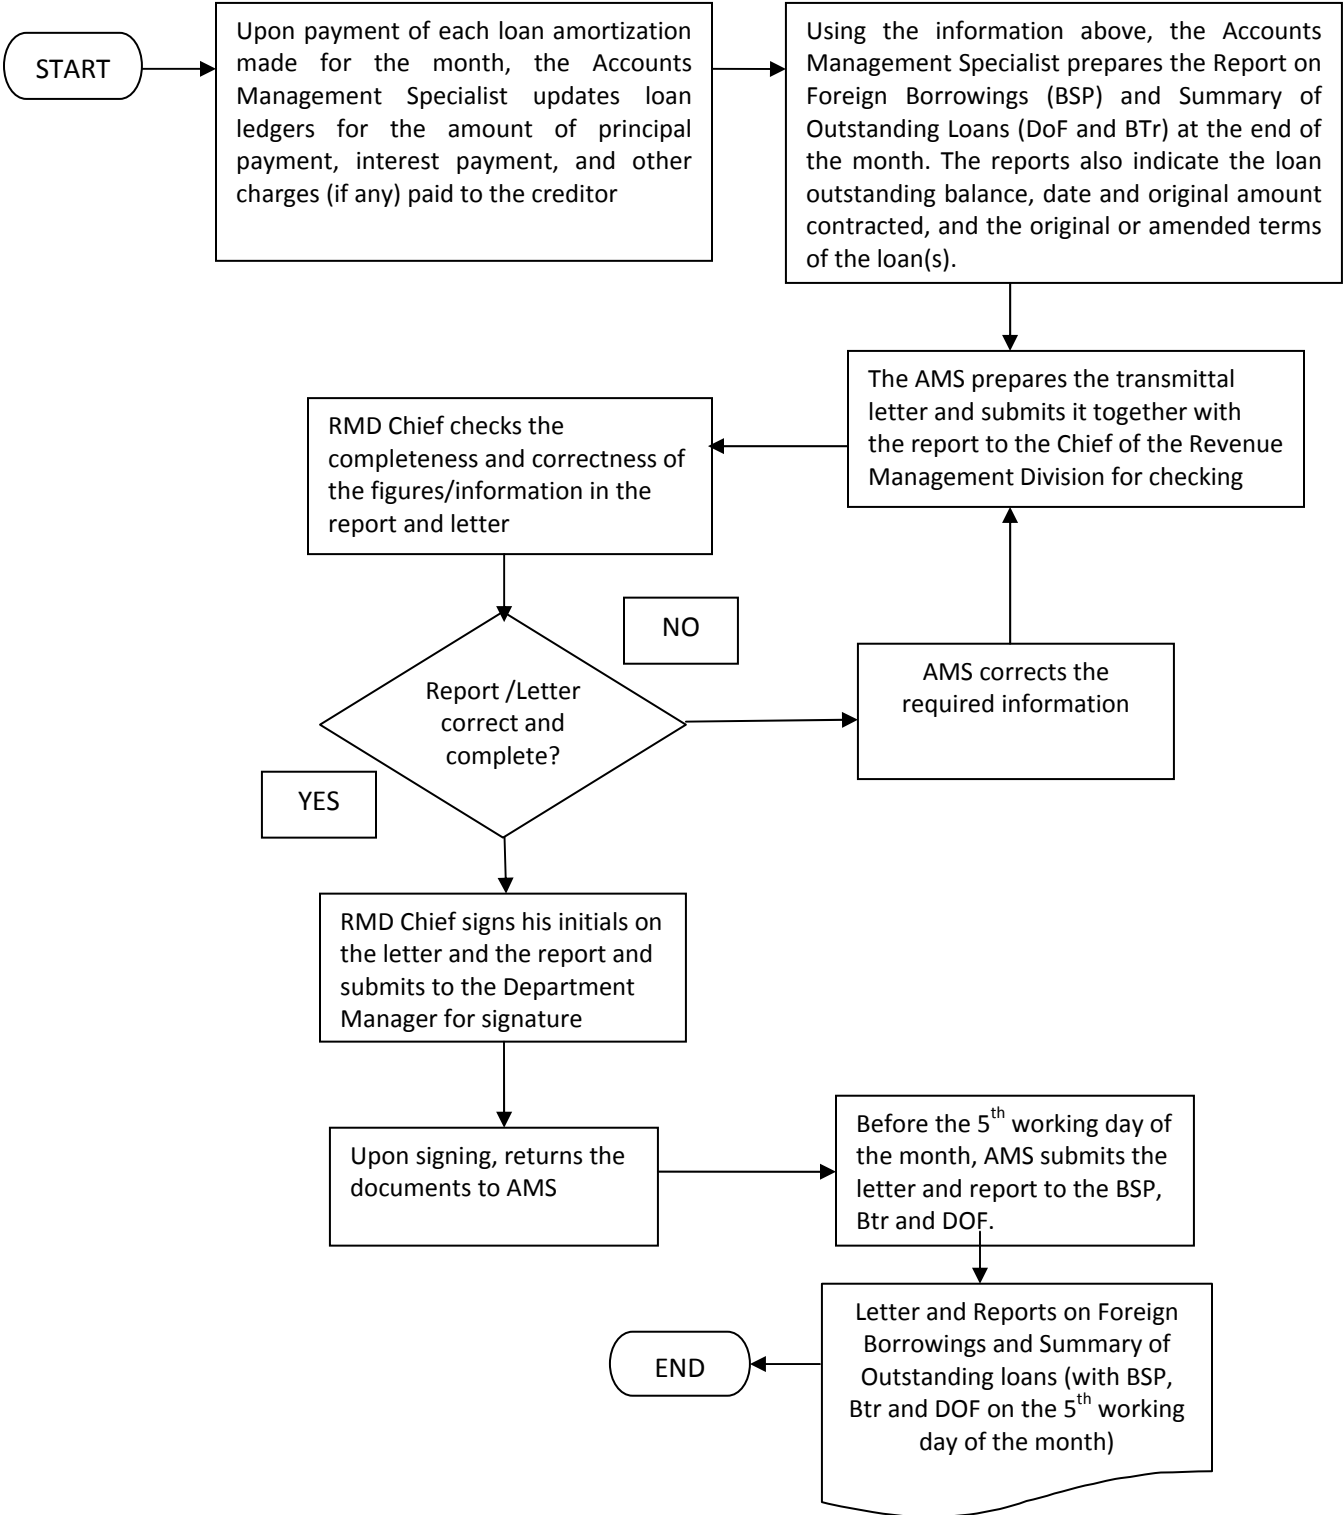 START
Upon payment of each loan amortization
made for the month, the Accounts
Management Specialist updates loan
ledgers for the amount of principal
payment, interest payment, and other
charges (if any) paid to the creditor
Using the information above, the Accounts
Management Specialist prepares the Report on
Foreign Borrowings (BSP) and Summary of
Outstanding Loans (DoF and BTr) at the end of
the month. The reports also indicate the loan
outstanding balance, date and original amount
contracted, and the original or amended terms
of the loan(s).
The AMS prepares the transmittal
letter and submits it together with
the report to the Chief of the Revenue
Management Division for checking
RMD Chief checks the
completeness and correctness of
the figures/information in the
report and letter
Report /Letter
correct and
complete?
NO
AMS corrects the
required information
YES
RMD Chief signs his initials on
the letter and the report and
submits to the Department
Manager for signature
Upon signing, returns the
documents to AMS
Before the 5th working day of
the month, AMS submits the
letter and report to the BSP,
Btr and DOF.
Letter and Reports on Foreign
Borrowings and Summary of
Outstanding loans (with BSP,
Btr and DOF on the 5th working
day of the month)
END